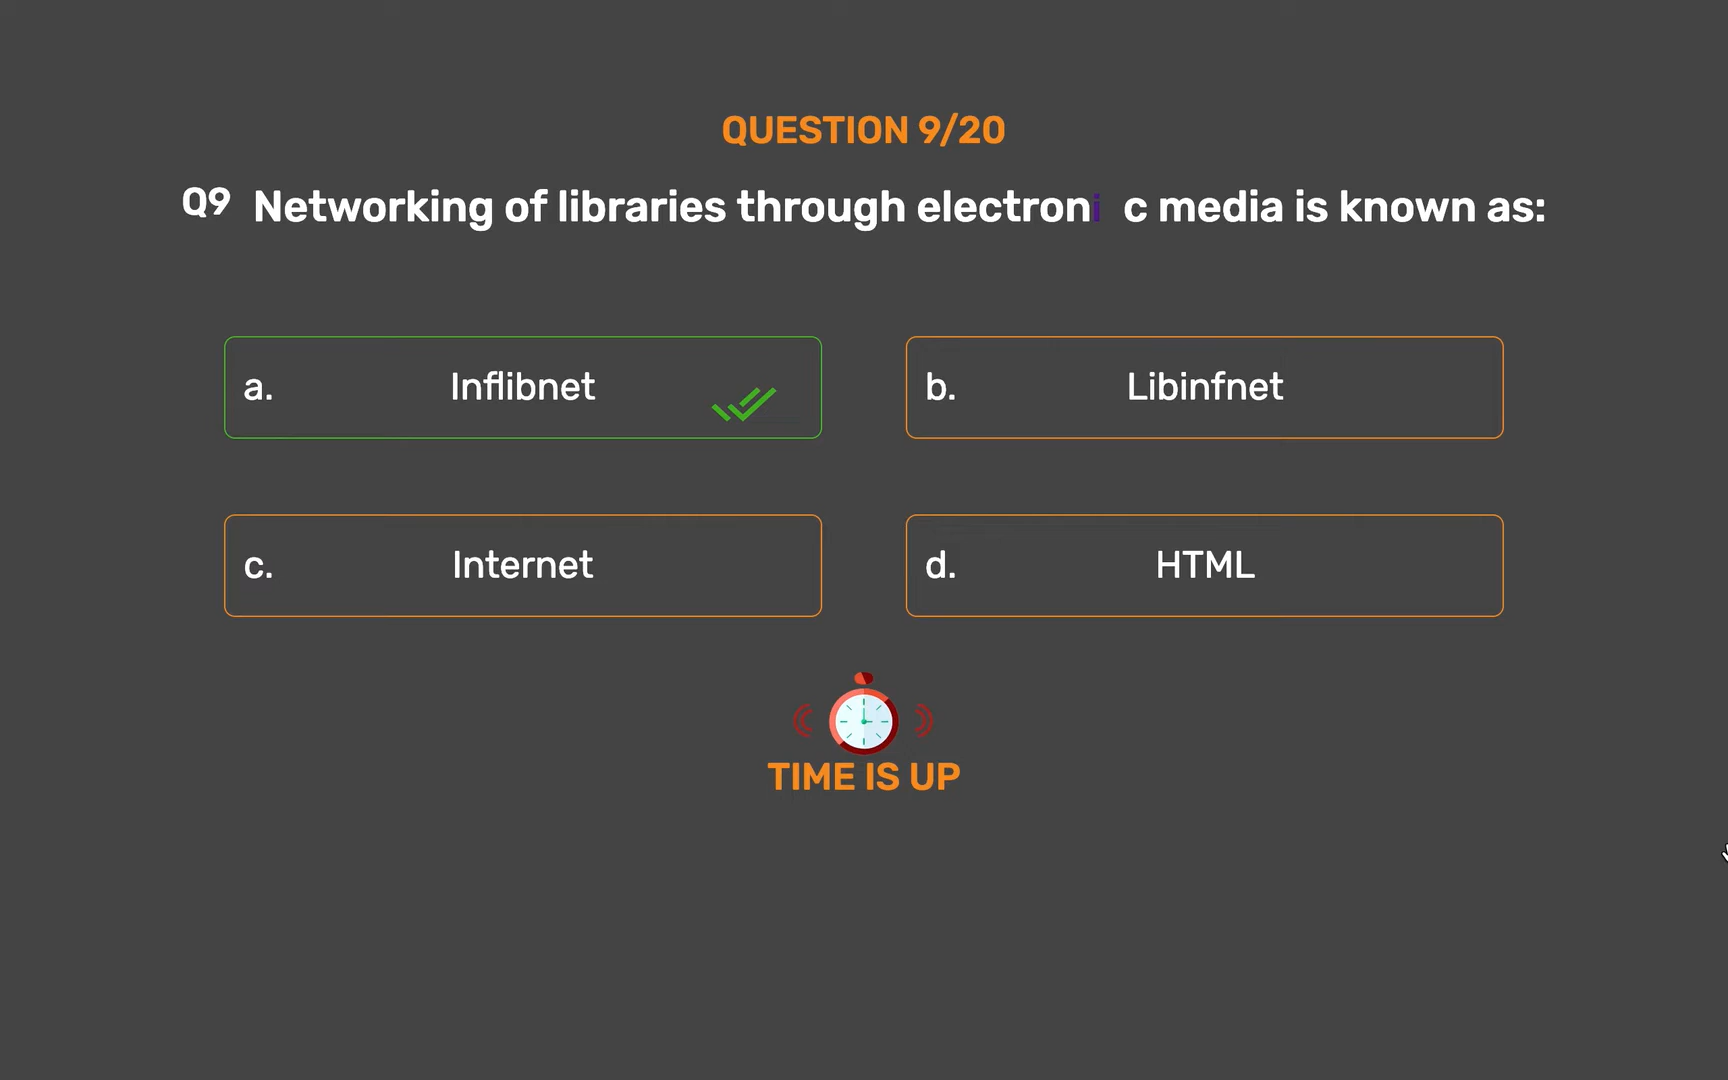 QUESTION 9/20
Q9 Networking of libraries through electroni c media is known as:
a. Inflibnet
b. Libinfnet
c. Internet
d. HTML
TIME IS UP